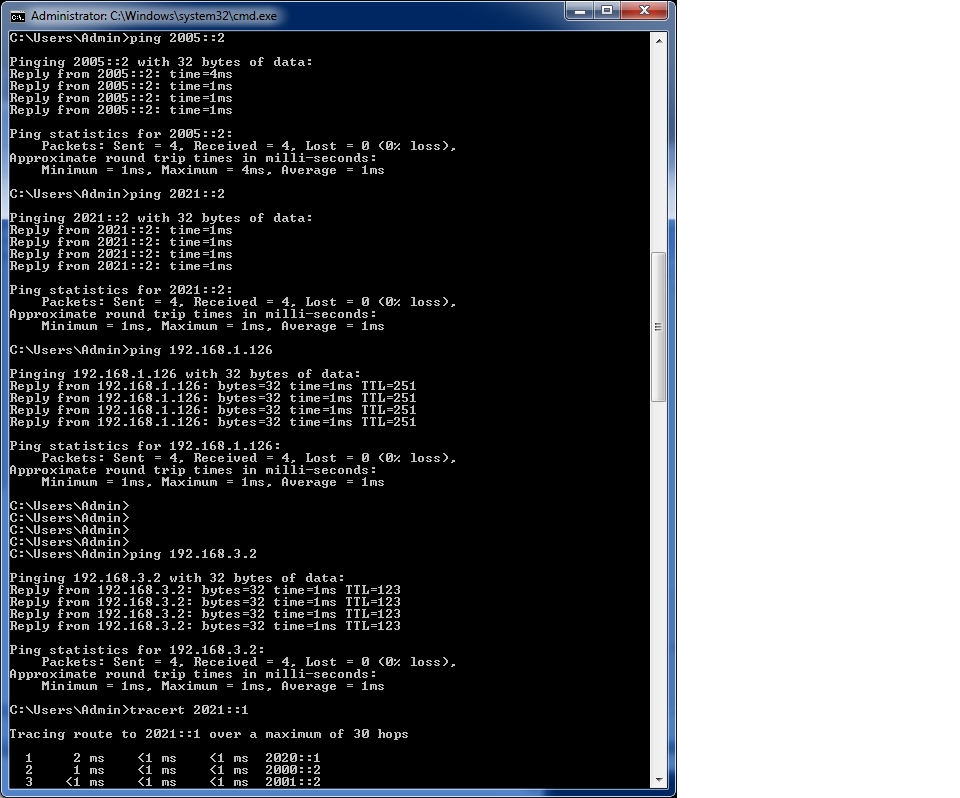 Administrator: C:\Windows\system32\cmd.exe
C:\Users\Admin>ping 2005::2
Pinging 2005::2 with 32 bytes of data:
Reply from 2005::2: time=4ms
Reply from 2005::2: time=1ms
Reply from 2005::2: time=1ms
Reply from 2005::2: time=1ms
Ping statistics for 2005::2:
Packets: Sent = 4, Received = 4, Lost = 0 (0% loss),
Approximate round trip times in milli-seconds:
Minimum = 1ms, Maximum = 4ms, Average = 1ms
C:\Users\Admin>ping 2021::2
Pinging 2021::2 with 32 bytes of data:
Reply from 2021::2: time=1ms
Reply from 2021::2: time=1ms
Reply from 2021::2: time=1ms
Reply from 2021::2: time=1ms
Ping statistics for 2021::2:
Packets: Sent = 4, Received = 4, Lost = 0 (0% loss),
Approximate round trip times in milli-seconds:
Minimum = 1ms, Maximum = 1ms, Average = 1ms
C:\Users\Admin>ping 192.168.1.126
Pinging 192.168.1.126 with 32 bytes of data:
Reply from 192.168.1.126: bytes=32 time=1ms TTL=251
Reply from 192.168.1.126: bytes=32 time=1ms TTL=251
Reply from 192.168.1.126: bytes=32 time=1ms TTL=251
Reply from 192.168.1.126: bytes=32 time=1ms TTL=251
Ping statistics for 192.168.1.126:
Packets: Sent = 4, Received = 4, Lost = 0 (0% loss),
Approximate round trip times in milli-seconds:
Minimum = 1ms, Maximum = 1ms, Average = 1ms
C:\Users\Admin>
C:\Users\Admin>
C:\Users\Admin>
C:\Users\Admin>
C:\Users\Admin>ping 192.168.3.2
Pinging 192.168.3.2 with 32 bytes of data:
Reply from 192.168.3.2: bytes=32 time=1ms TTL=123
Reply from 192.168.3.2: bytes=32 time=1ms TTL=123
Reply from 192.168.3.2: bytes=32 time=1ms TTL=123
Reply from 192.168.3.2: bytes=32 time=1ms TTL=123
Ping statistics for 192.168.3.2:
Packets: Sent = 4, Received = 4, Lost = 0 (0% loss),
Approximate round trip times in milli-seconds:
Minimum = 1ms, Maximum = 1ms, Average = 1ms
C:\Users\Admin>tracert 2021::1
Tracing route to 2021::1 over a maximum of 30 hops
1 2 ms <1 ms <1 ms 2020::1
2 1 ms <1 ms <1 ms 2000::2
3 <1 ms <1 ms <1 ms 2001::2